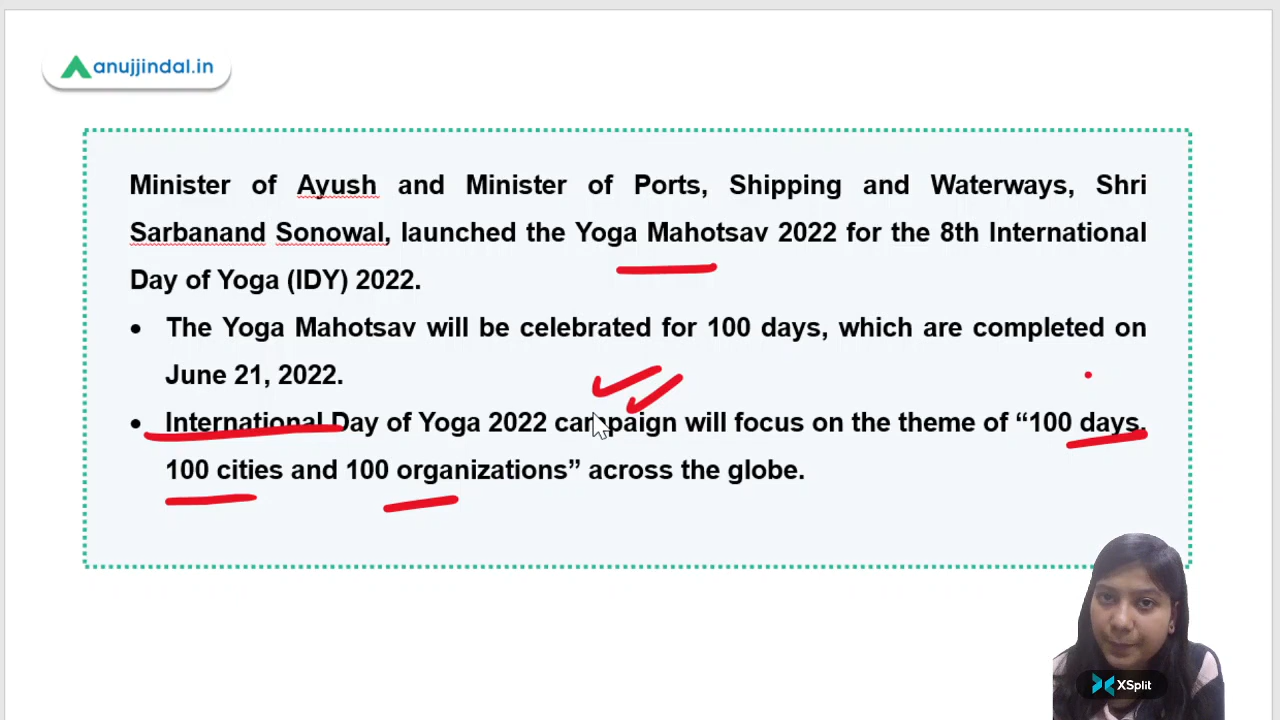 anujjindal.in
Minister of Ayush and Minister of Ports, Shipping and Waterways, Shri
Sarbanand Sonowal, launched the Yoga Mahotsav 2022 for the 8th International
Day of Yoga (IDY) 2022.
• The Yoga Mahotsav will be celebrated for 100 days, which are completed on
June 21, 2022.
• International Day of Yoga 2022 campaign will focus on the theme of “100 days,
100 cities and 100 organizations” across the globe.
XSplit